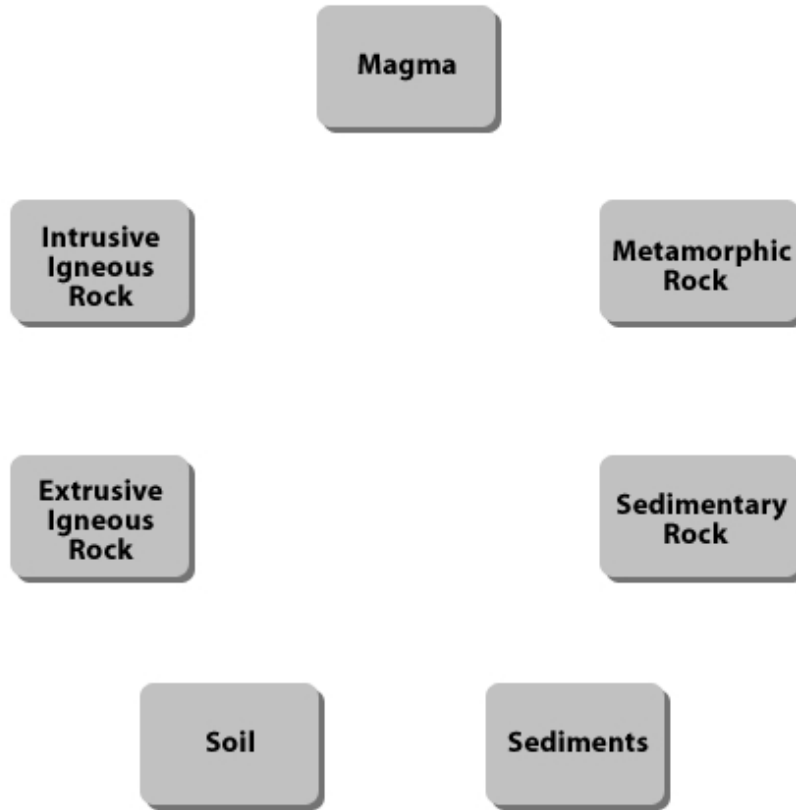 Magma
Intrusive
Igneous
Rock
Metamorphic
Rock
Extrusive
Igneous
Rock
Sedimentary
Rock
Soil
Sediments